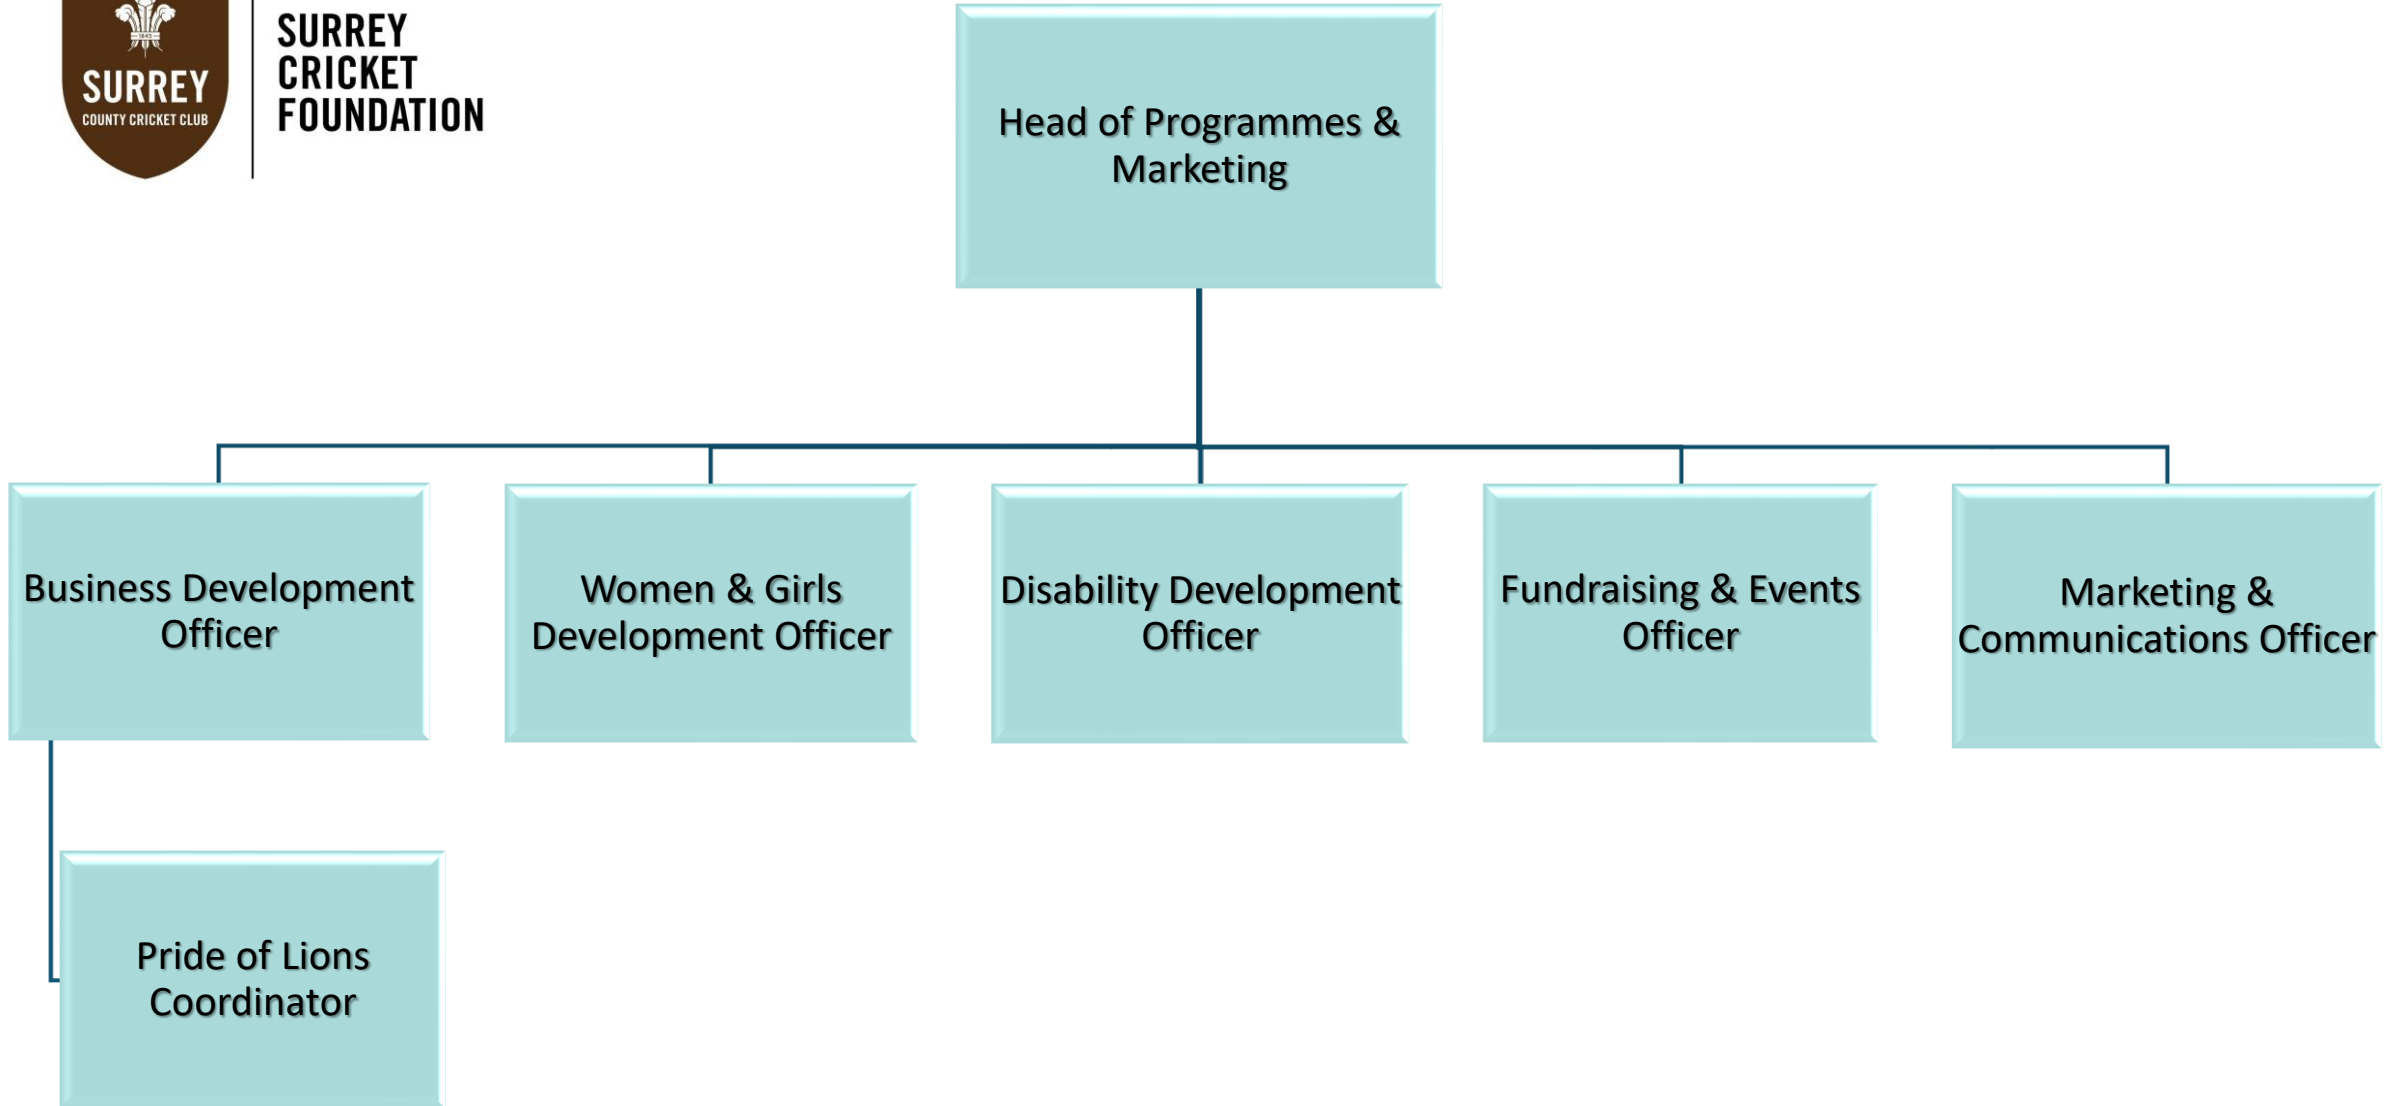 SURREY
COUNTY CRICKET CLUB
SURREY
CRICKET
FOUNDATION
Head of Programmes &
Marketing
Business Development
Officer
Women & Girls
Development Officer
Disability Development
Officer
Fundraising & Events
Officer
Marketing &
Communications Officer
Pride of Lions
Coordinator